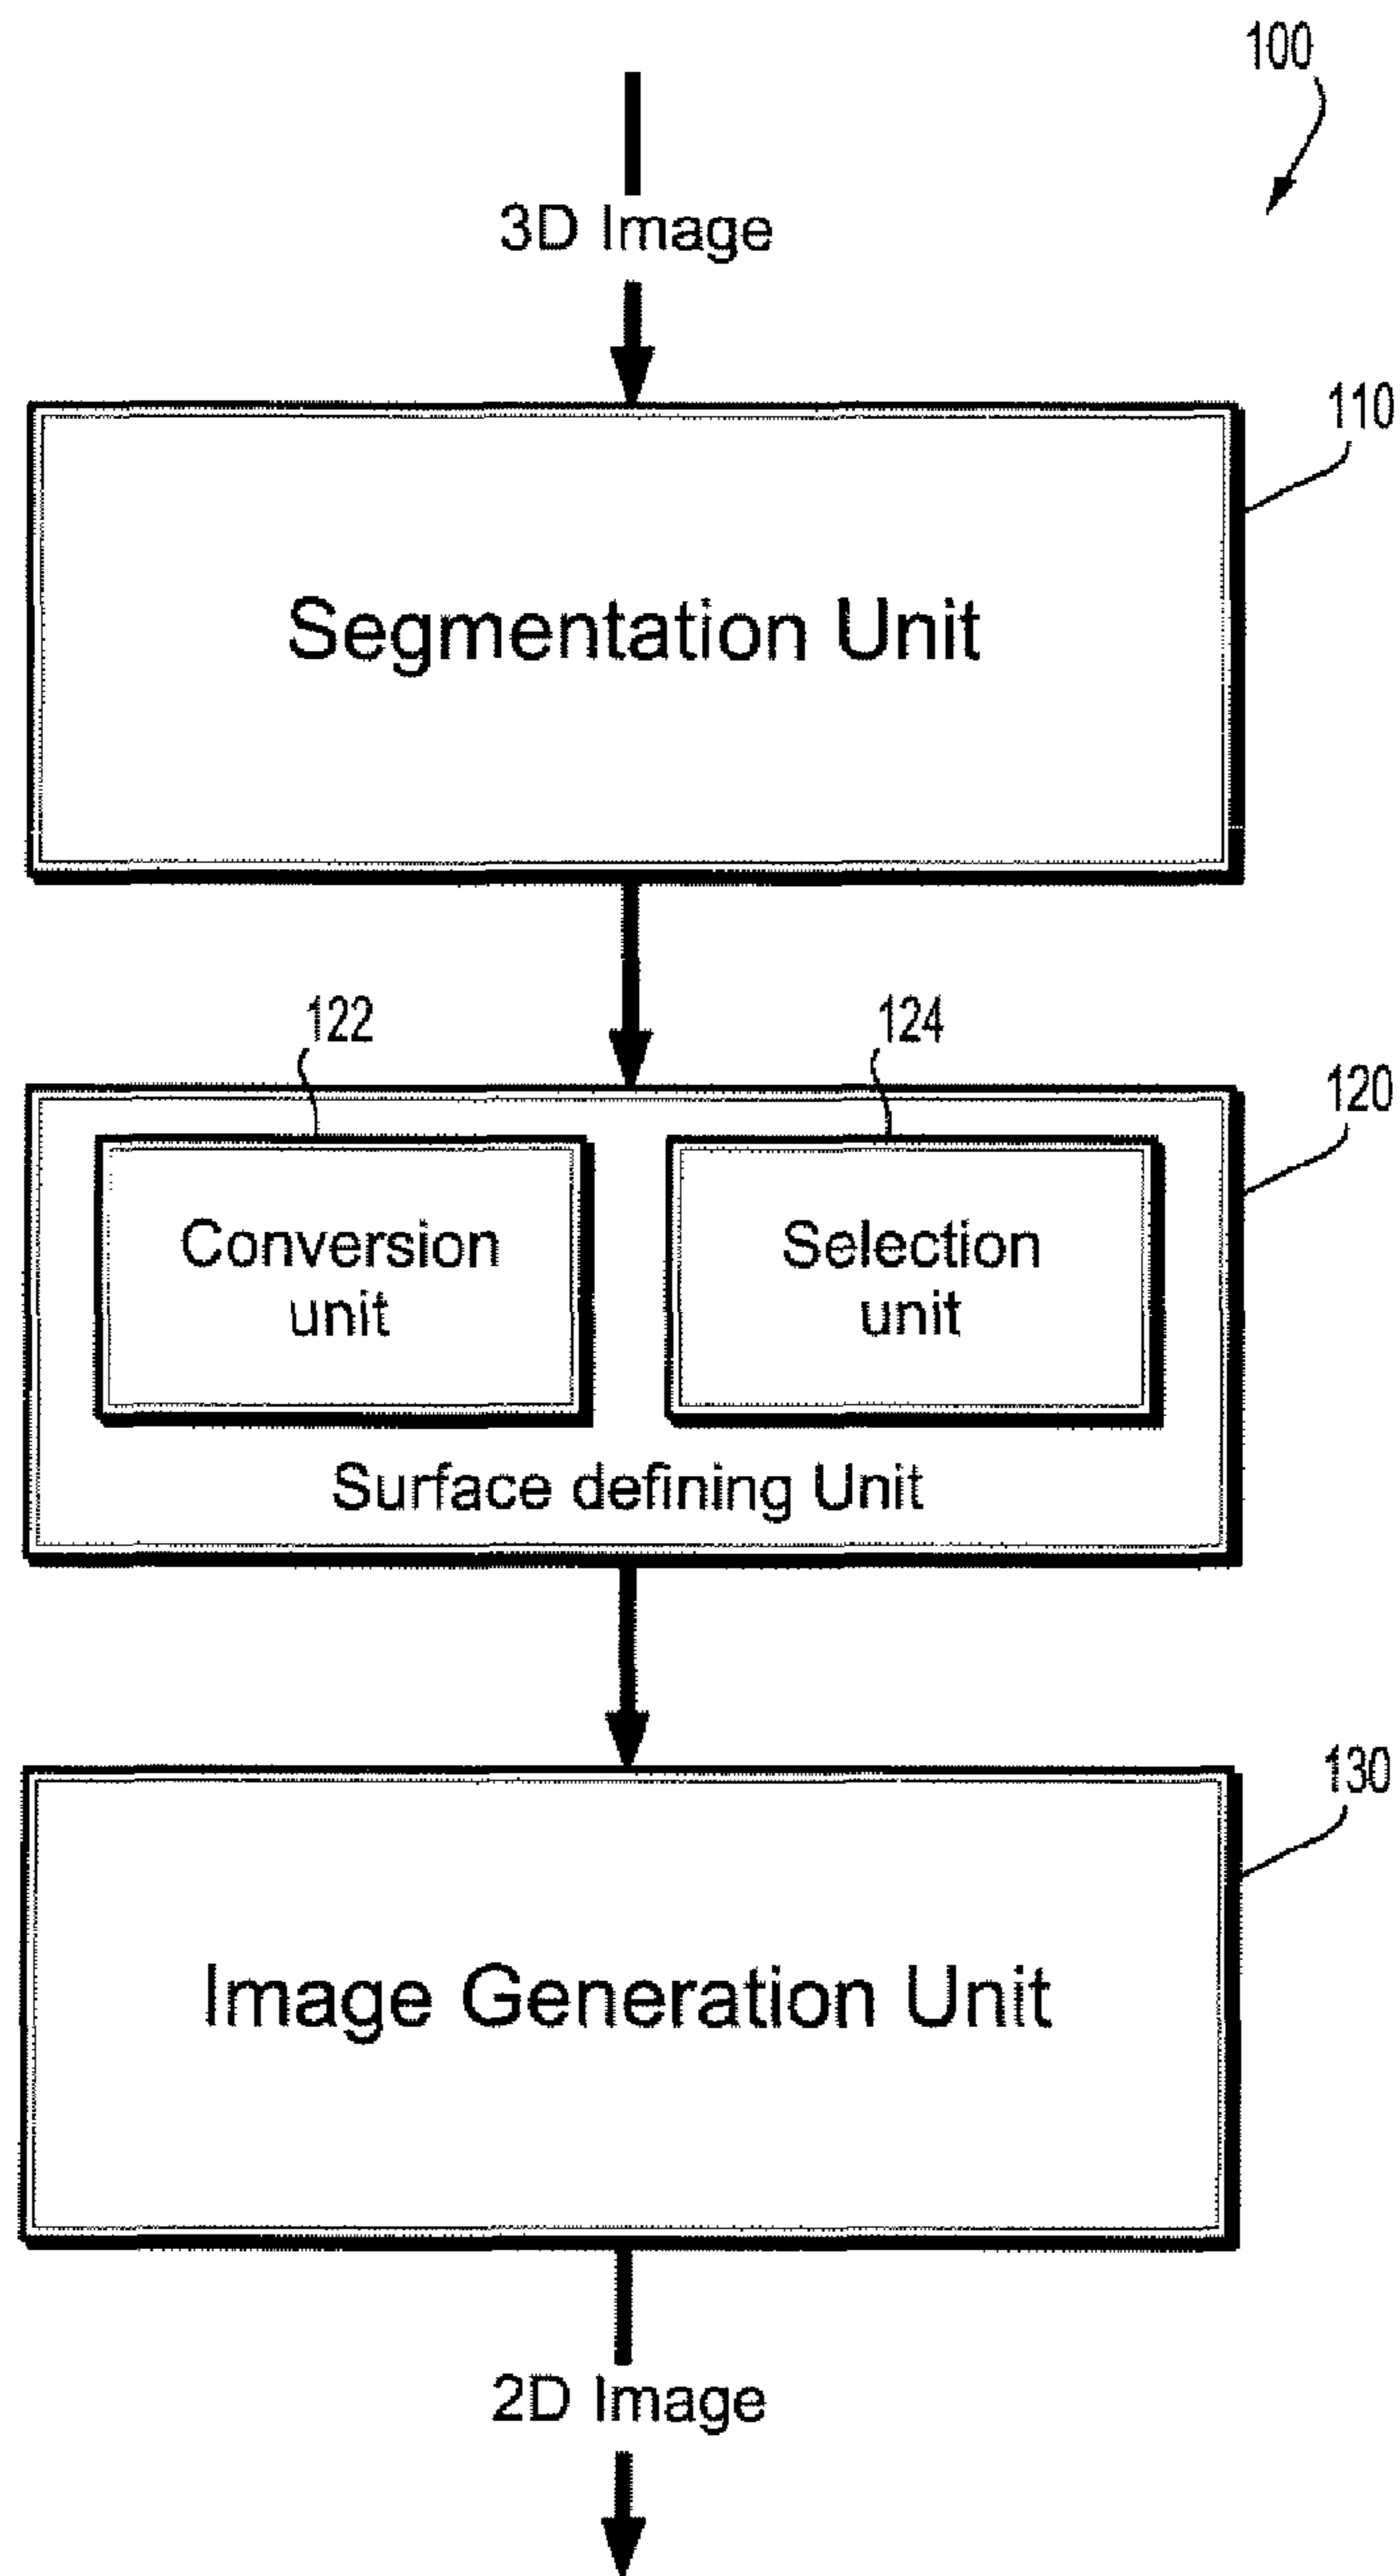 100
3D Image
110
Segmentation Unit
122
124
120
Conversion
unit
Selection
unit
Surface defining Unit
130
Image Generation Unit
2D Image